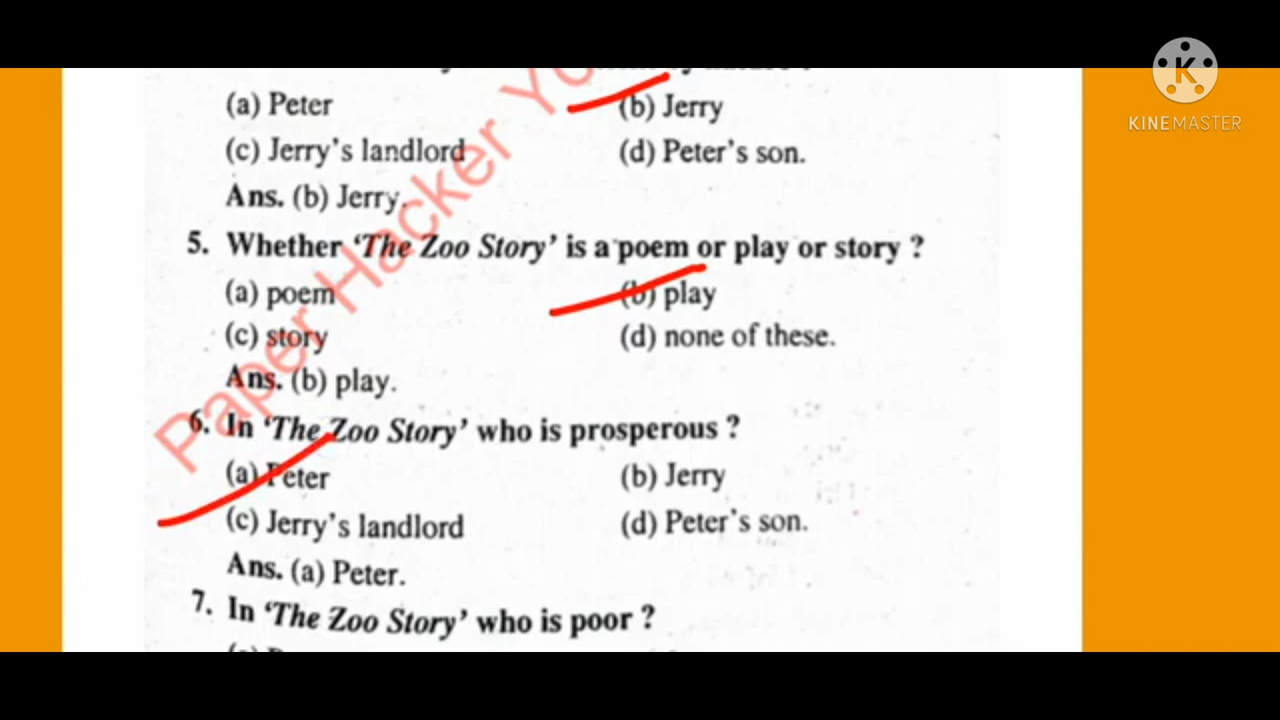 (a) Peter (b) Jerry
(c) Jerry's landlord (d) Peter's son.
Ans. (b) Jerry.
5. Whether 'The Zoo Story' is a poem or play or story ?
(a) poem (b) play
(c) story (d) none of these.
Ans. (b) play.
6. In 'The Zoo Story' who is prosperous ?
(a) Peter (b) Jerry
(c) Jerry's landlord (d) Peter's son.
Ans. (a) Peter.
7. In 'The Zoo Story' who is poor ?
Paper Hacker
K
KINEMASTER